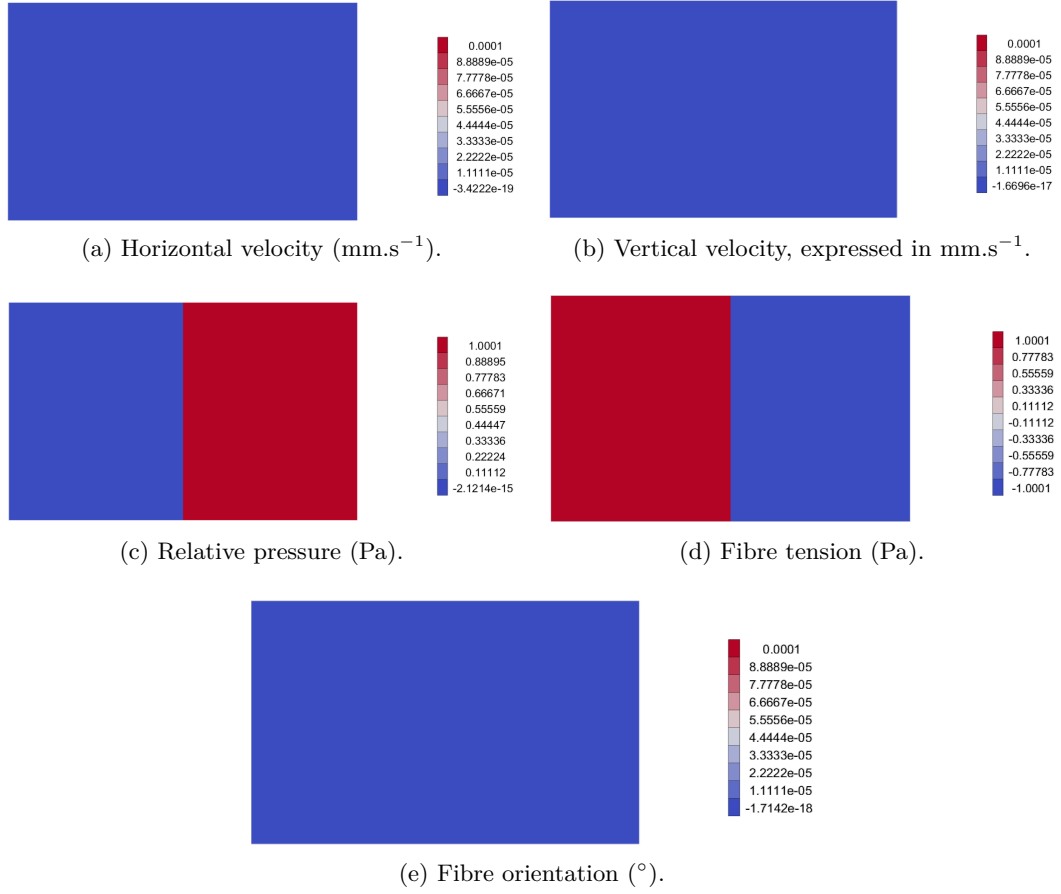 0.0001
8.8889e-05
7.7778e-05
6.6667e-05
5.5556e-05
4.4444e-05
3.3333e-05
2.2222e-05
1.1111e-05
-3.4222e-19
(a) Horizontal velocity (mm.s⁻¹).
0.0001
8.8889e-05
7.7778e-05
6.6667e-05
5.5556e-05
4.4444e-05
3.3333e-05
2.2222e-05
1.1111e-05
-1.6696e-17
(b) Vertical velocity, expressed in mm.s⁻¹.
1.0001
0.88895
0.77783
0.66671
0.55559
0.44447
0.33336
0.22224
0.11112
-2.1214e-15
(c) Relative pressure (Pa).
1.0001
0.77783
0.55559
0.33336
0.11112
-0.11112
-0.33336
-0.55559
-0.77783
-1.0001
(d) Fibre tension (Pa).
0.0001
8.8889e-05
7.7778e-05
6.6667e-05
5.5556e-05
4.4444e-05
3.3333e-05
2.2222e-05
1.1111e-05
-1.7142e-18
(e) Fibre orientation (°).